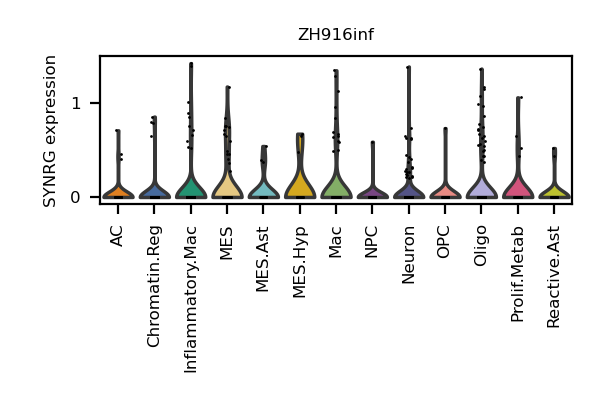 ZH916inf
SYNRG expression
1
0
AC
Chromatin.Reg
Inflammatory.Mac
MES
MES.Ast
MES.Hyp
Mac
NPC
Neuron
OPC
Oligo
Prolif.Metab
Reactive.Ast